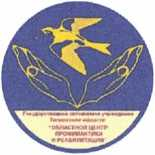 Государственное автономное учреждение
Тюменской области
"ОБЛАСТНОЙ ЦЕНТР
ПРОФИЛАКТИКИ
И РЕАБИЛИТАЦИИ"